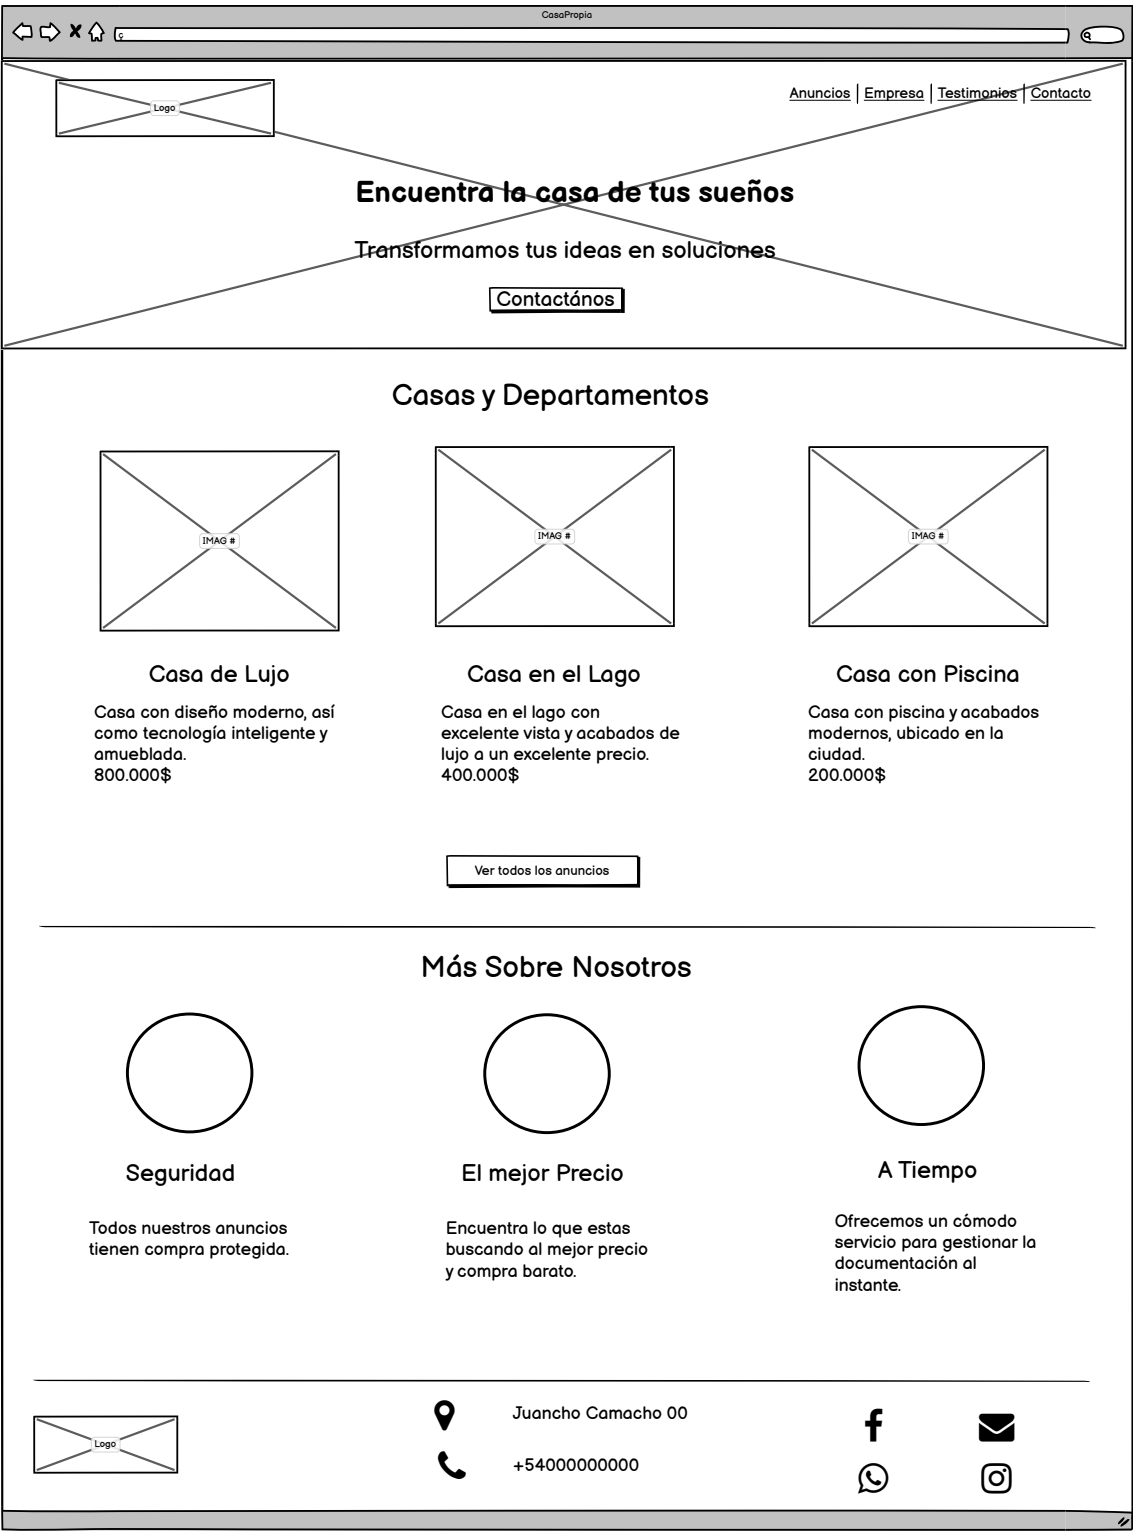 CasaPropia
ç
Logo
Anuncios | Empresa | Testimonios | Contacto
Encuentra la casa de tus sueños
Transformamos tus ideas en soluciones
Contactános
Casas y Departamentos
IMAG #
IMAG #
IMAG #
Casa de Lujo
Casa con diseño moderno, así
como tecnología inteligente y
amueblada.
800.000$
Casa en el Lago
Casa en el lago con
excelente vista y acabados de
lujo a un excelente precio.
400.000$
Casa con Piscina
Casa con piscina y acabados
modernos, ubicado en la
ciudad.
200.000$
Ver todos los anuncios
Más Sobre Nosotros
Seguridad
Todos nuestros anuncios
tienen compra protegida.
El mejor Precio
Encuentra lo que estas
buscando al mejor precio
y compra barato.
A Tiempo
Ofrecemos un cómodo
servicio para gestionar la
documentación al
instante.
Logo
Juancho Camacho 00
+54000000000